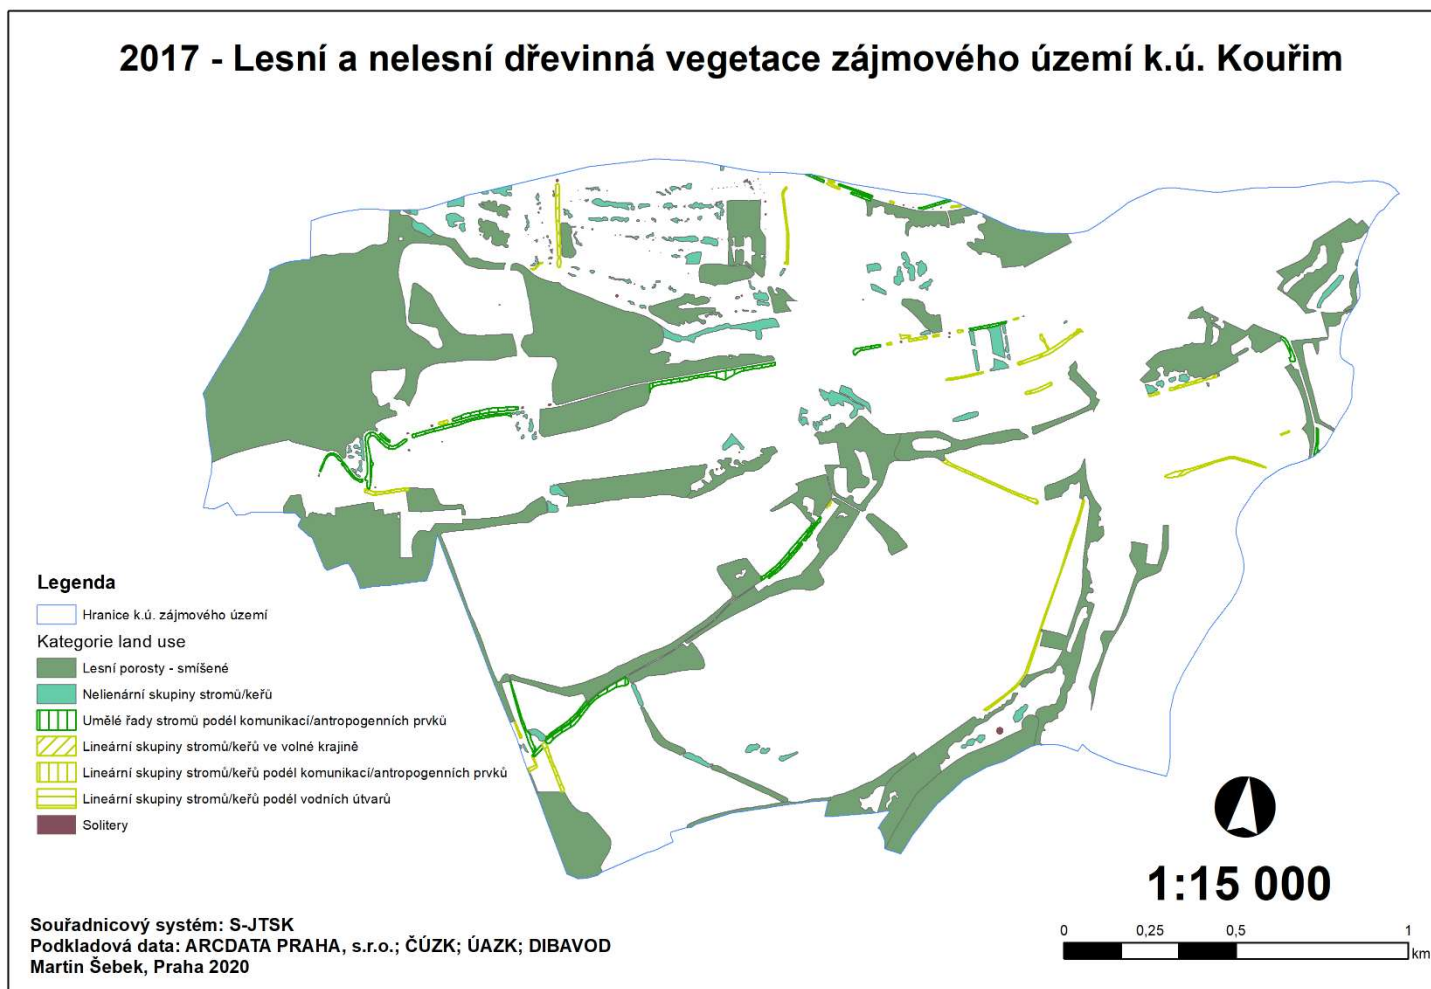 2017 - Lesní a nelesní dřevinná vegetace zájmového území k.ú. Kouřim
Legenda
Hranice k.ú. zájmového území
Kategorie land use
Lesní porosty - smíšené
Nelienární skupiny stromů/keřů
Umělé řady stromů podél komunikací/antropogenních prvků
Lineární skupiny stromů/keřů ve volné krajině
Lineární skupiny stromů/keřů podél komunikací/antropogenních prvků
Lineární skupiny stromů/keřů podél vodních útvarů
Solitery
1:15 000
0 0,25 0,5 1
km
Souřadnicový systém: S-JTSK
Podkladová data: ARCDATA PRAHA, s.r.o.; ČÚZK; ÚAZK; DIBAVOD
Martin Šebek, Praha 2020